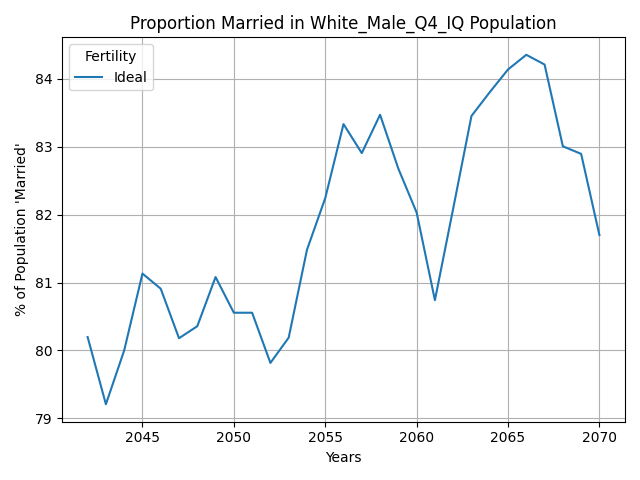 Proportion Married in White_Male_Q4_IQ Population
Fertility
Ideal
% of Population 'Married'
84
83
82
81
80
79
2045 2050 2055 2060 2065 2070
Years